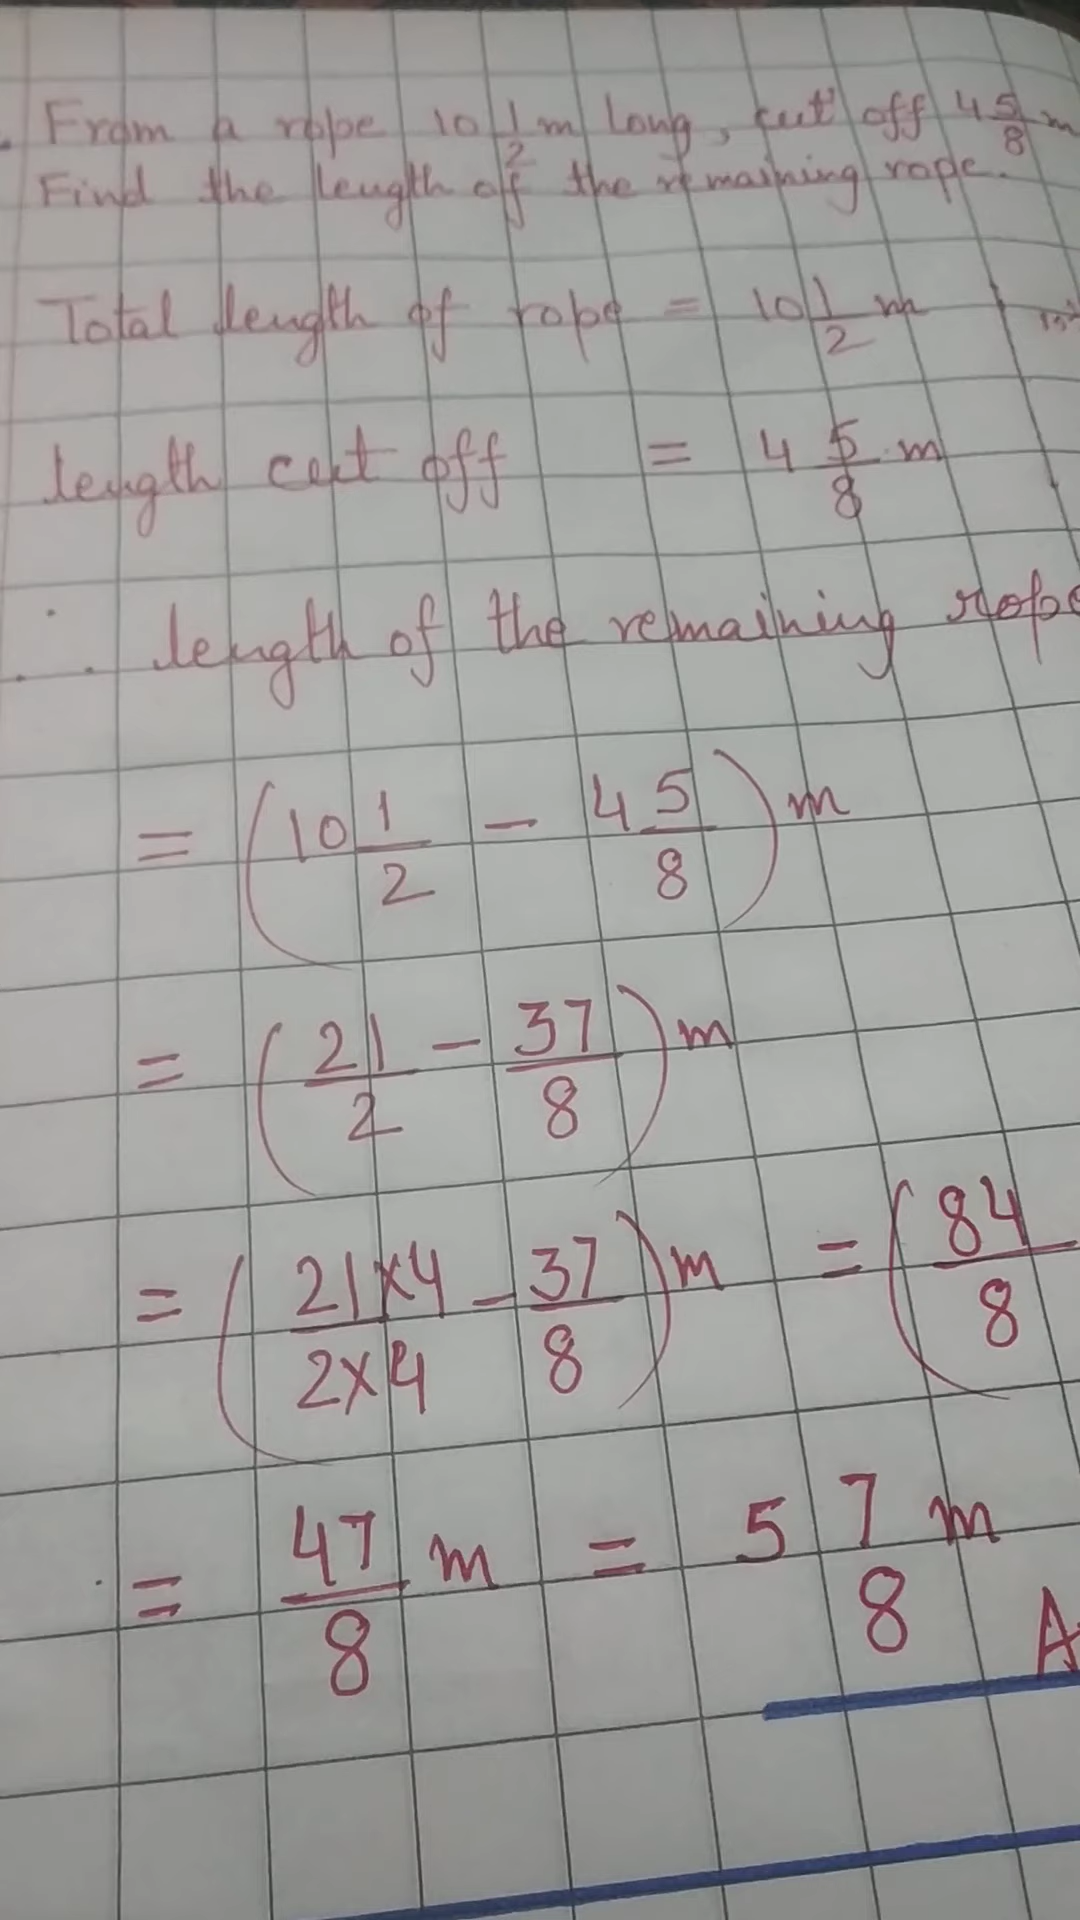 From a rope 10 1/2 m long, cut off 4 5/8 m
Find the length of the remaining rope.
Total length of rope = 10 1/2 m
length cut off = 4 5/8 m
∴ length of the remaining rope
= (10 1/2 - 4 5/8) m
= (21/2 - 37/8) m
= (21×4/2×4 - 37/8) m = (84/8
= 47/8 m = 5 7/8 m